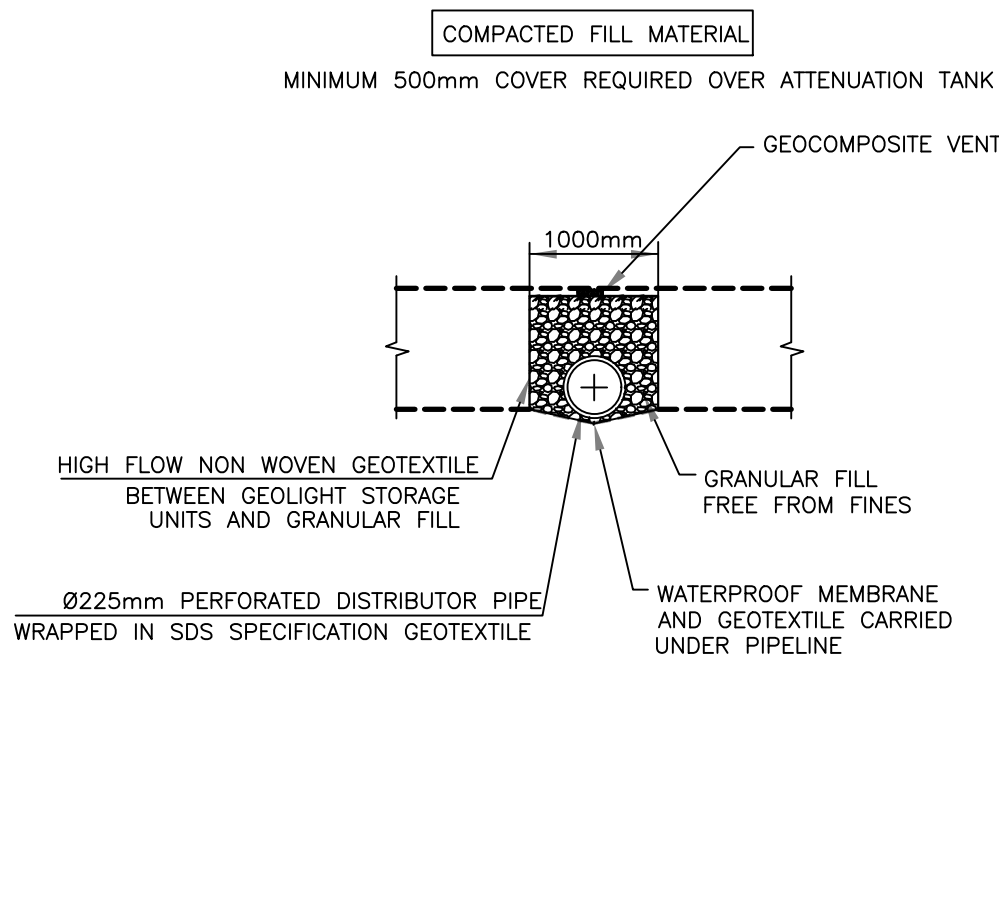 COMPACTED FILL MATERIAL
MINIMUM 500mm COVER REQUIRED OVER ATTENUATION TANK
GEOCOMPOSITE VENT
1000mm
HIGH FLOW NON WOVEN GEOTEXTILE
BETWEEN GEOLIGHT STORAGE
UNITS AND GRANULAR FILL
GRANULAR FILL
FREE FROM FINES
Ø225mm PERFORATED DISTRIBUTOR PIPE
WRAPPED IN SDS SPECIFICATION GEOTEXTILE
WATERPROOF MEMBRANE
AND GEOTEXTILE CARRIED
UNDER PIPELINE